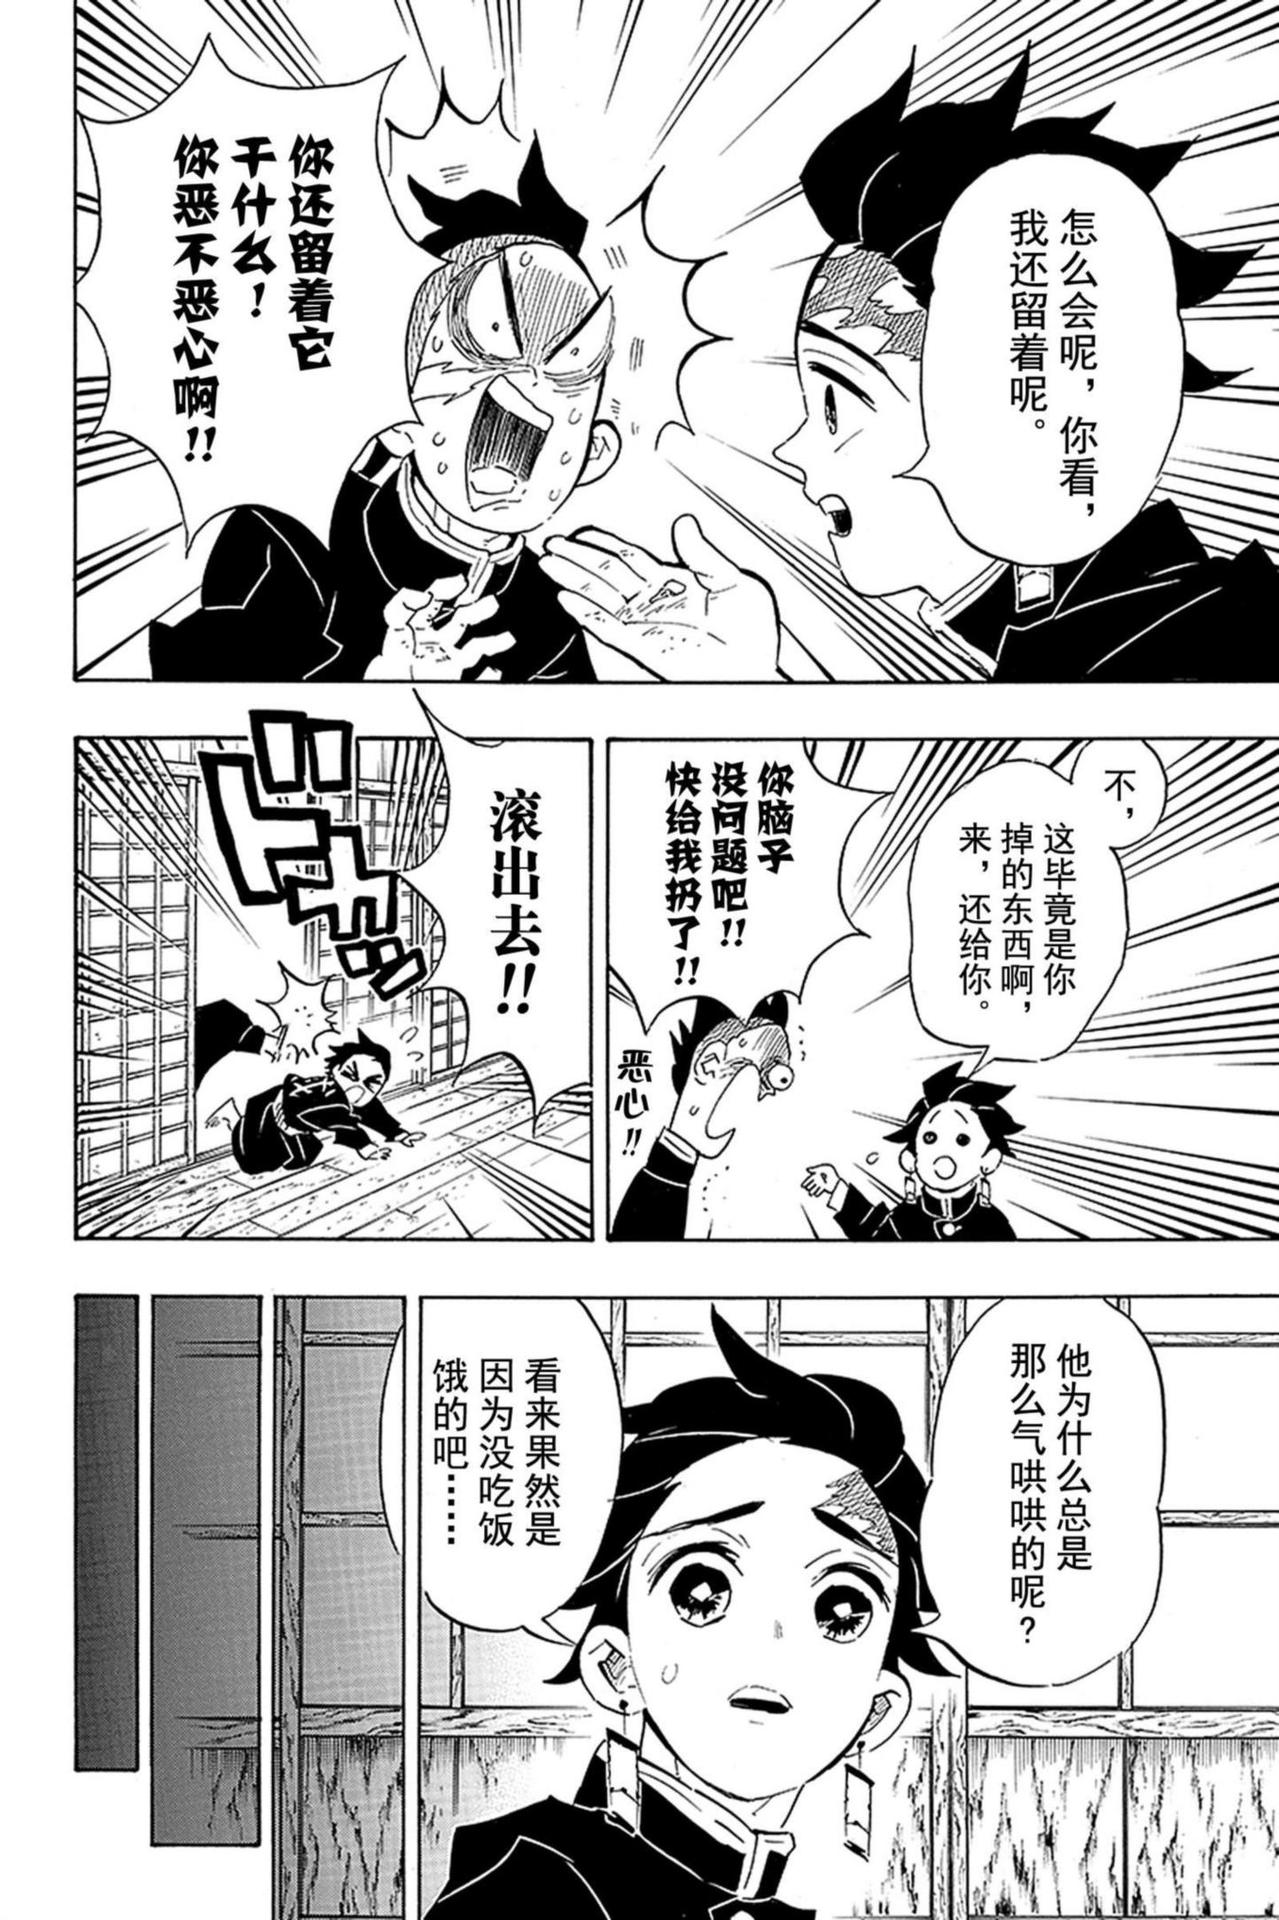 怎么会呢，你看，
我还留着呢。
你还留着它
干什么！
你恶不恶心啊!!
不，
这毕竟是你
掉的东西啊，
来，还给你。
你脑子
没问题吧!!
快给我扔了!!
恶心!!
滚出去!!
ドドドッ
他为什么总是
那么气哄哄的呢？
看来果然是
因为没吃饭
饿的吧……